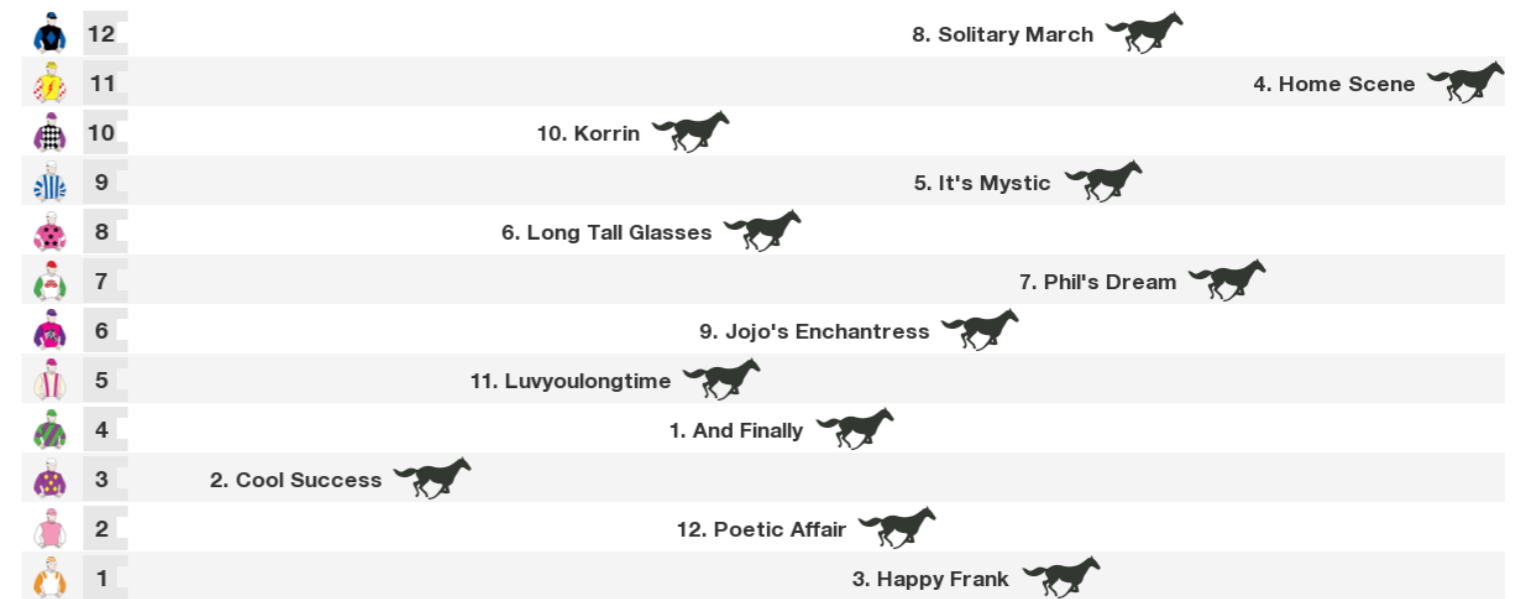 12 8. Solitary March
11 4. Home Scene
10 10. Korrin
9 5. It's Mystic
8 6. Long Tall Glasses
7 7. Phil's Dream
6 9. Jojo's Enchantress
5 11. Luvyoulongtime
4 1. And Finally
3 2. Cool Success
2 12. Poetic Affair
1 3. Happy Frank